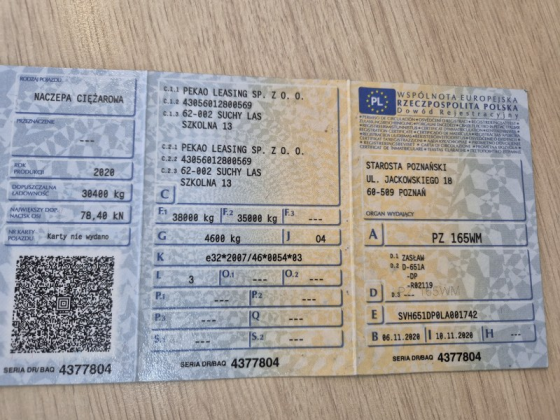 RODZAJ POJAZDU
NACZEPA CIĘŻAROWA
PRZEZNACZENIE
---
ROK PRODUKCJI 2020
DOPUSZCZALNA ŁADOWNOŚĆ 30400 kg
NAJWIĘKSZY DOP. NACISK OSI 78,40 kN
NR KARTY POJAZDU Karty nie wydano
SERIA DR/BAQ 4377804
C.1.1 PEKAO LEASING SP. Z O. O.
C.1.2 43056012800569
C.1.3 62-002 SUCHY LAS
SZKOLNA 13
C.2.1 PEKAO LEASING SP. Z O. O.
C.2.2 43056012800569
C.2.3 62-002 SUCHY LAS
SZKOLNA 13
C
F.1 38000 kg F.2 35000 kg F.3 ---
G 4600 kg J 04
K e32*2007/46*0054*03
L 3 O.1 --- O.2 ---
P.1 --- P.2 ---
P.3 --- Q ---
S.1 --- S.2 ---
SERIA DR/BAQ 4377804
PL
WSPÓLNOTA EUROPEJSKA
RZECZPOSPOLITA POLSKA
Dowód Rejestracyjny
STAROSTA POZNAŃSKI
UL. JACKOWSKIEGO 18
60-509 POZNAŃ
ORGAN WYDAJĄCY
A PZ 165WM
D.1 ZASŁAW
D.2 D-651A
-DP
-R0Z119
D D.3 ---
E SVH651DP0LA001742
B 06.11.2020 I 10.11.2020 H ---
SERIA DR/BAQ 4377804